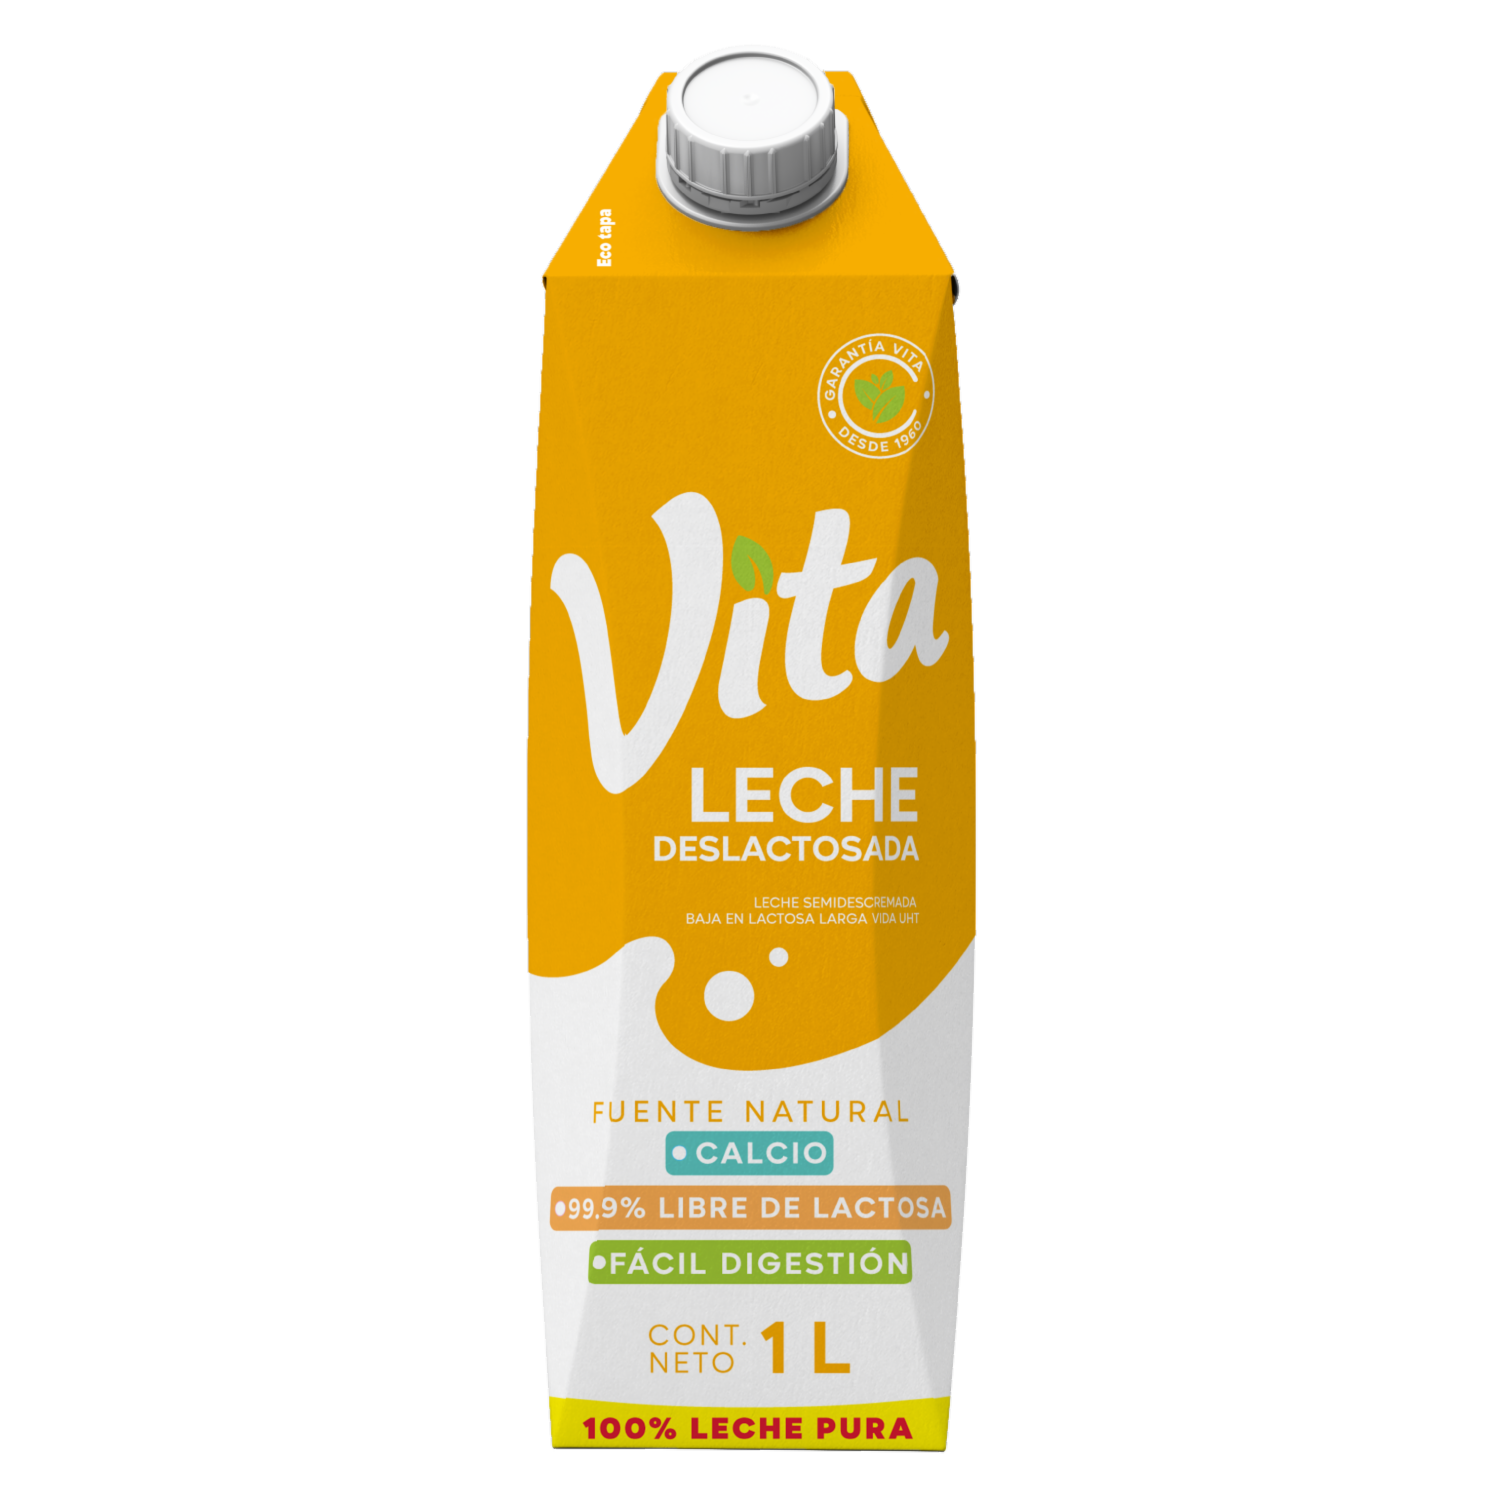 Eco tapa
GARANTÍA VITA
DESDE 1960
Vita
LECHE
DESLACTOSADA
LECHE SEMIDESCREMADA
BAJA EN LACTOSA LARGA VIDA UHT
FUENTE NATURAL
• CALCIO
•99.9% LIBRE DE LACTOSA
•FÁCIL DIGESTIÓN
CONT.
NETO 1 L
100% LECHE PURA